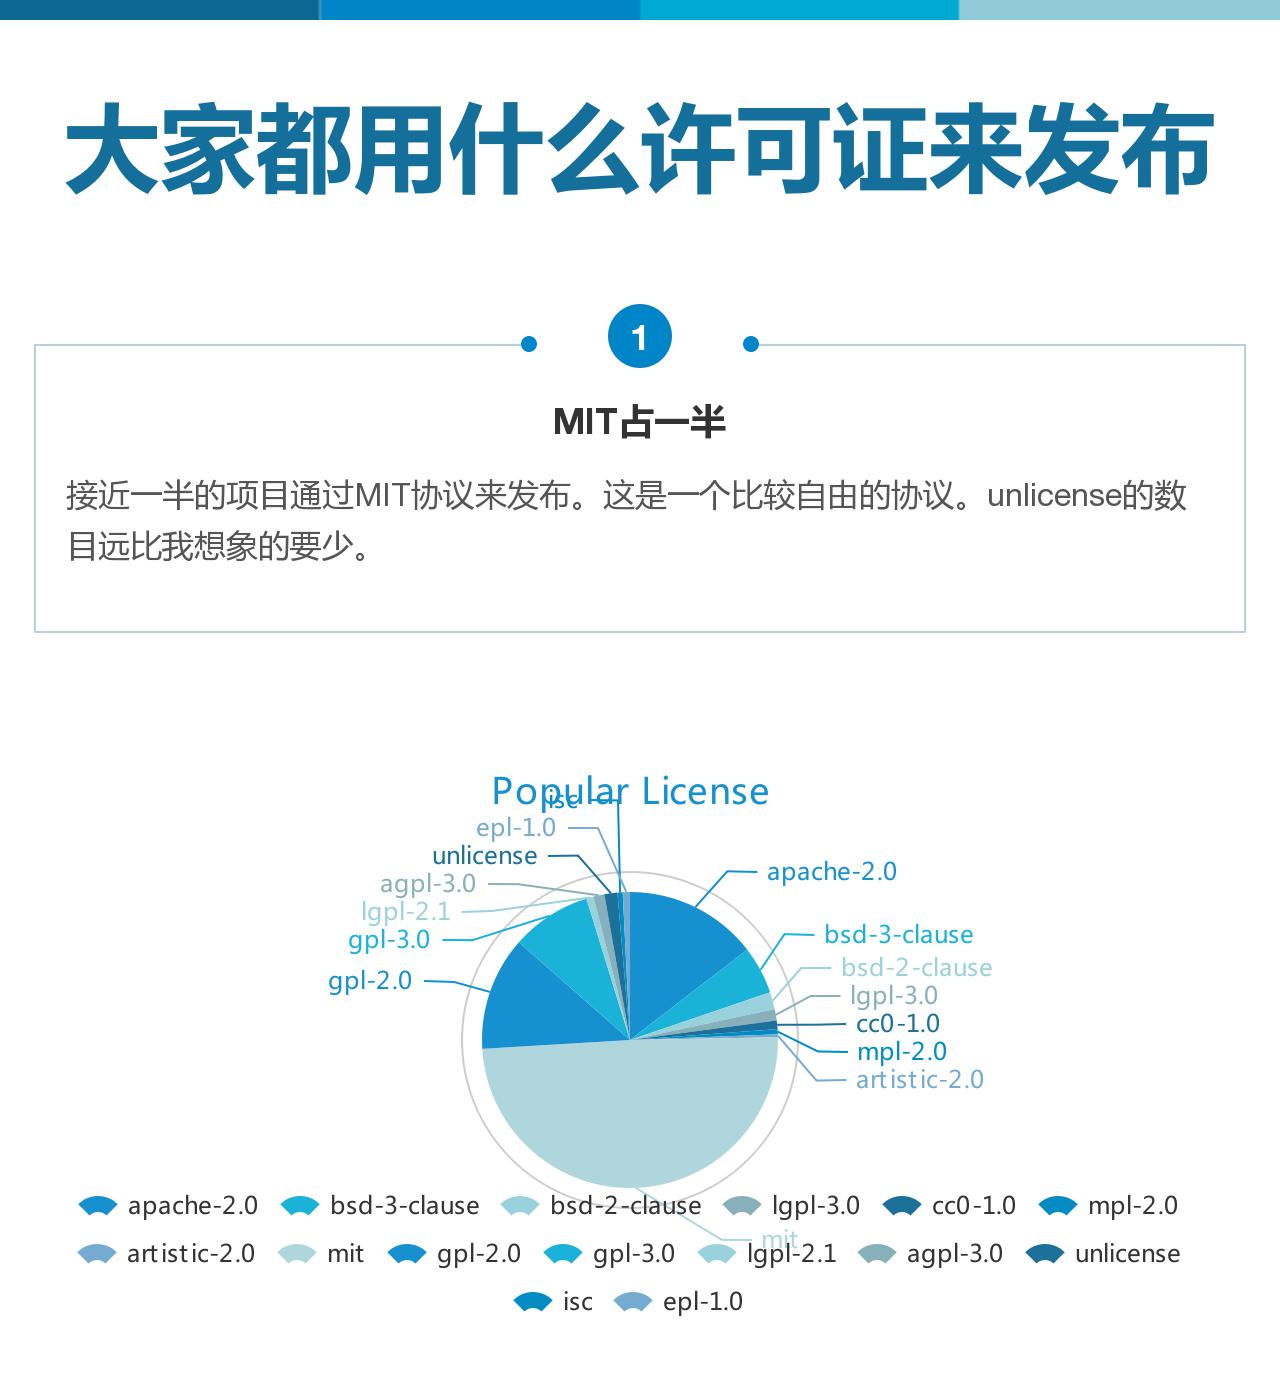 大家都用什么许可证来发布
1
MIT占一半
接近一半的项目通过MIT协议来发布。这是一个比较自由的协议。unlicense的数
目远比我想象的要少。
Popular License
isc
epl-1.0
unlicense
agpl-3.0
lgpl-2.1
gpl-3.0
gpl-2.0
apache-2.0
bsd-3-clause
bsd-2-clause
lgpl-3.0
cc0-1.0
mpl-2.0
artistic-2.0
mit
apache-2.0 bsd-3-clause bsd-2-clause lgpl-3.0 cc0-1.0 mpl-2.0
artistic-2.0 mit gpl-2.0 gpl-3.0 lgpl-2.1 agpl-3.0 unlicense
isc epl-1.0